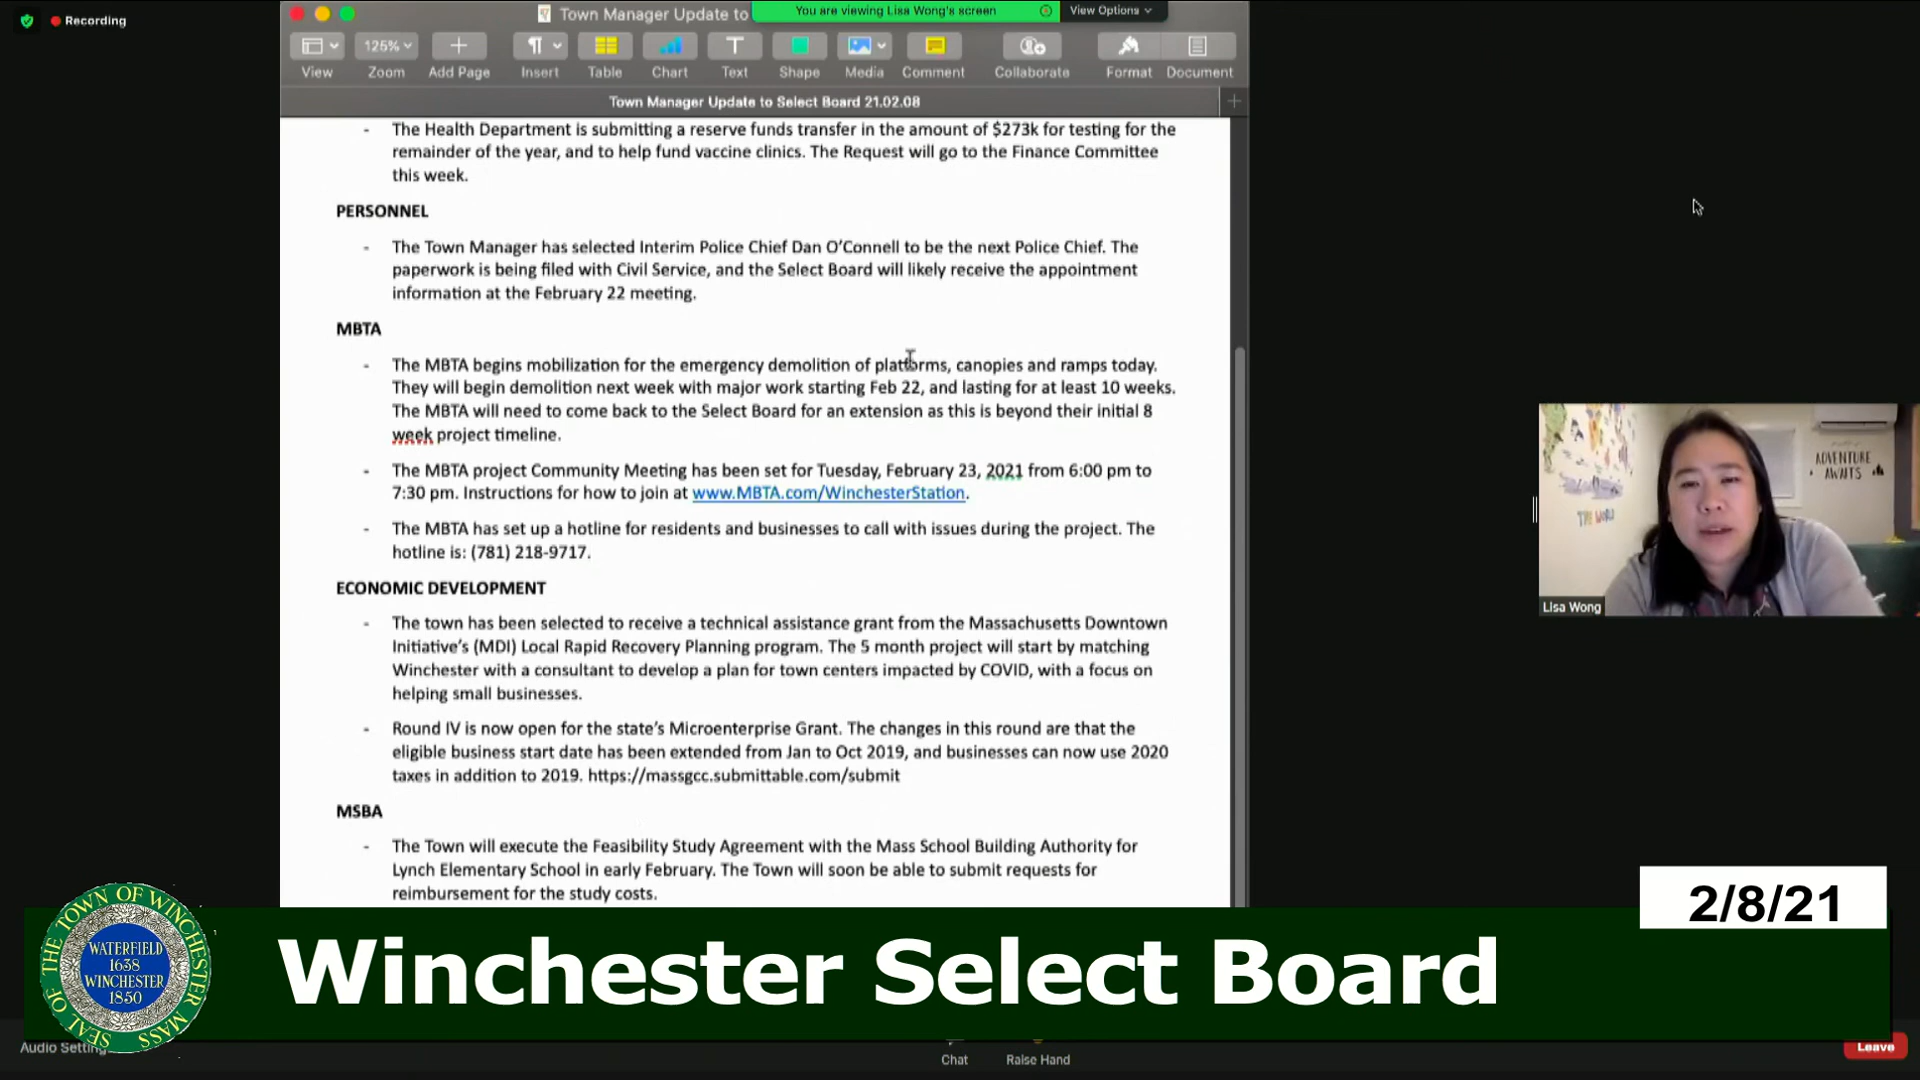 Recording
Town Manager Update to
You are viewing Lisa Wong's screen
View Options
125%
View
Zoom
Add Page
Insert
Table
Chart
Text
Shape
Media
Comment
Collaborate
Format
Document
Town Manager Update to Select Board 21.02.08
- The Health Department is submitting a reserve funds transfer in the amount of $273k for testing for the
remainder of the year, and to help fund vaccine clinics. The Request will go to the Finance Committee
this week.
PERSONNEL
- The Town Manager has selected Interim Police Chief Dan O'Connell to be the next Police Chief. The
paperwork is being filed with Civil Service, and the Select Board will likely receive the appointment
information at the February 22 meeting.
MBTA
- The MBTA begins mobilization for the emergency demolition of platforms, canopies and ramps today.
They will begin demolition next week with major work starting Feb 22, and lasting for at least 10 weeks.
The MBTA will need to come back to the Select Board for an extension as this is beyond their initial 8
week project timeline.
- The MBTA project Community Meeting has been set for Tuesday, February 23, 2021 from 6:00 pm to
7:30 pm. Instructions for how to join at www.MBTA.com/WinchesterStation.
- The MBTA has set up a hotline for residents and businesses to call with issues during the project. The
hotline is: (781) 218-9717.
ECONOMIC DEVELOPMENT
- The town has been selected to receive a technical assistance grant from the Massachusetts Downtown
Initiative's (MDI) Local Rapid Recovery Planning program. The 5 month project will start by matching
Winchester with a consultant to develop a plan for town centers impacted by COVID, with a focus on
helping small businesses.
- Round IV is now open for the state's Microenterprise Grant. The changes in this round are that the
eligible business start date has been extended from Jan to Oct 2019, and businesses can now use 2020
taxes in addition to 2019. https://massgcc.submittable.com/submit
MSBA
- The Town will execute the Feasibility Study Agreement with the Mass School Building Authority for
Lynch Elementary School in early February. The Town will soon be able to submit requests for
reimbursement for the study costs.
ADVENTURE
AWAITS
THE WORLD
Lisa Wong
2/8/21
Winchester Select Board
SEAL OF THE TOWN OF WINCHESTER MASS
WATERFIELD
1638
WINCHESTER
1850
Audio Setting
Chat
Raise Hand
Leave